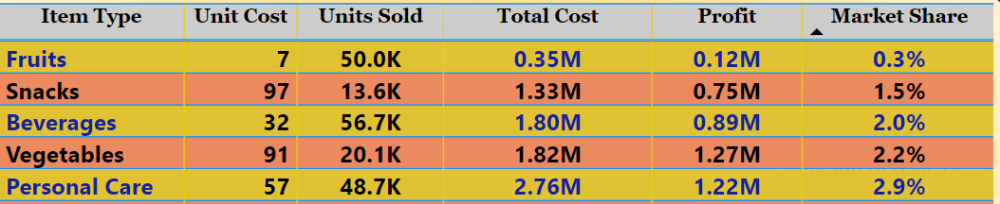 Item Type Unit Cost Units Sold Total Cost Profit Market Share
Fruits 7 50.0K 0.35M 0.12M 0.3%
Snacks 97 13.6K 1.33M 0.75M 1.5%
Beverages 32 56.7K 1.80M 0.89M 2.0%
Vegetables 91 20.1K 1.82M 1.27M 2.2%
Personal Care 57 48.7K 2.76M 1.22M 2.9%